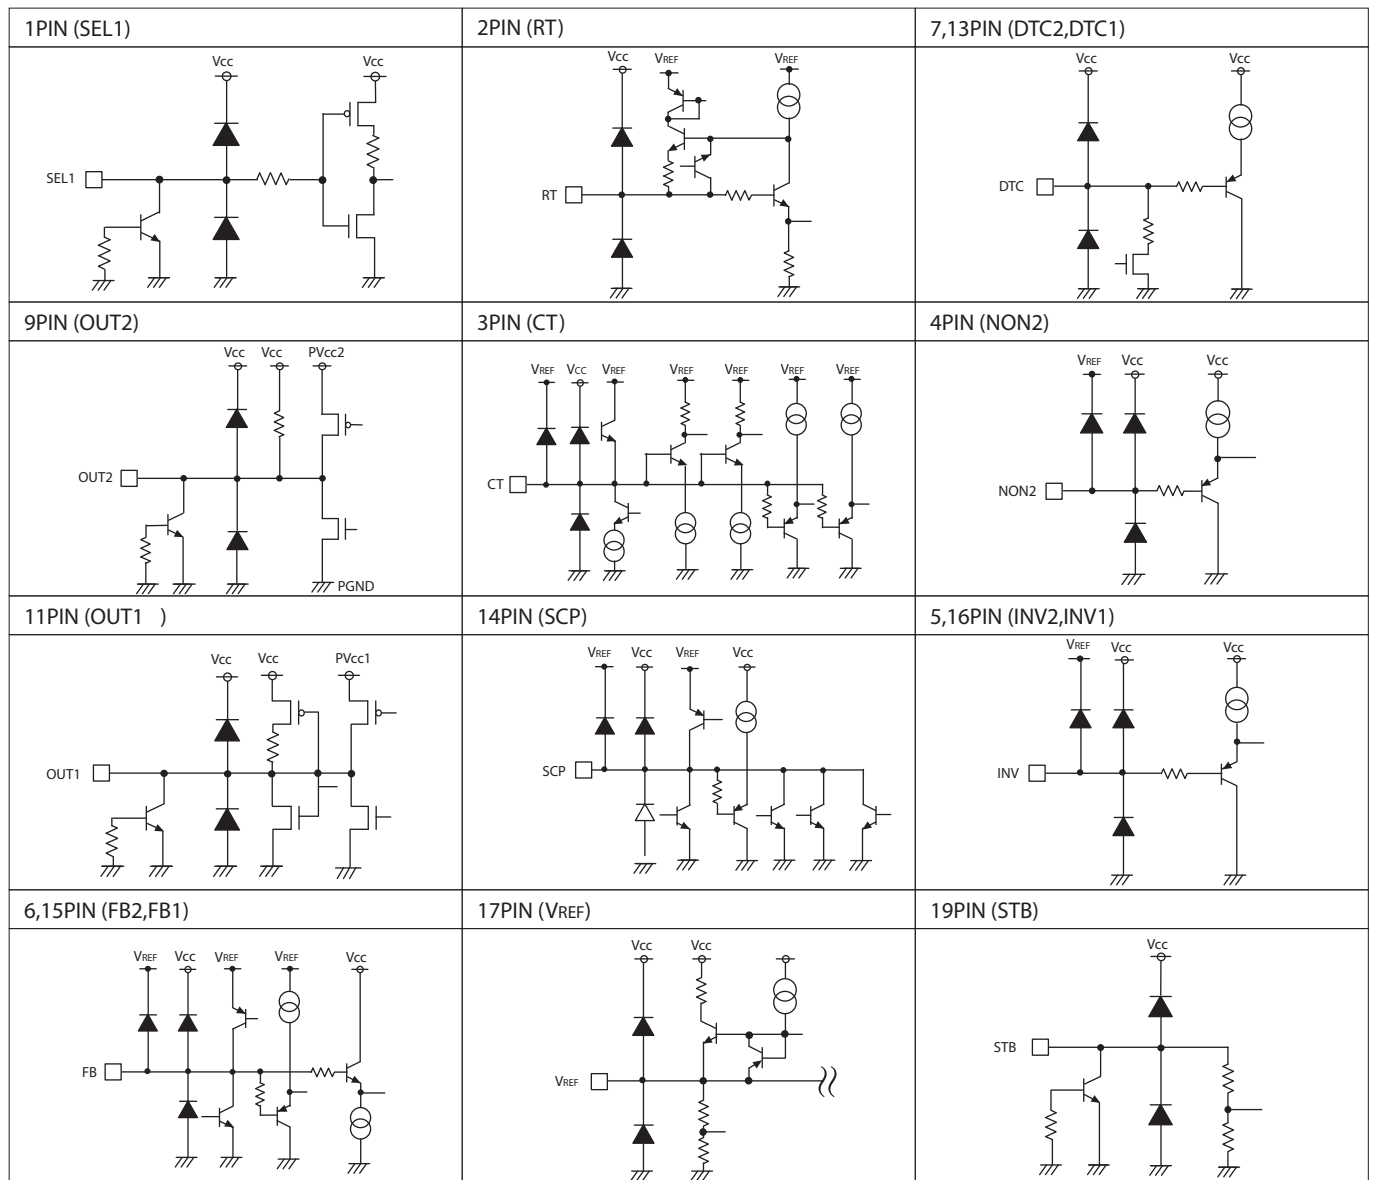 1PIN (SEL1)
Vcc
Vcc
SEL1
2PIN (RT)
Vcc
VREF
VREF
RT
7,13PIN (DTC2,DTC1)
Vcc
Vcc
DTC
9PIN (OUT2)
Vcc
Vcc
PVcc2
OUT2
PGND
3PIN (CT)
VREF
VCC
VREF
VREF
VREF
VREF
VREF
CT
4PIN (NON2)
VREF
Vcc
Vcc
NON2
11PIN (OUT1 )
Vcc
Vcc
PVcc1
OUT1
14PIN (SCP)
VREF
Vcc
VREF
Vcc
SCP
5,16PIN (INV2,INV1)
VREF
Vcc
Vcc
INV
6,15PIN (FB2,FB1)
VREF
Vcc
VREF
VREF
Vcc
FB
17PIN (VREF)
Vcc
Vcc
VREF
19PIN (STB)
Vcc
STB